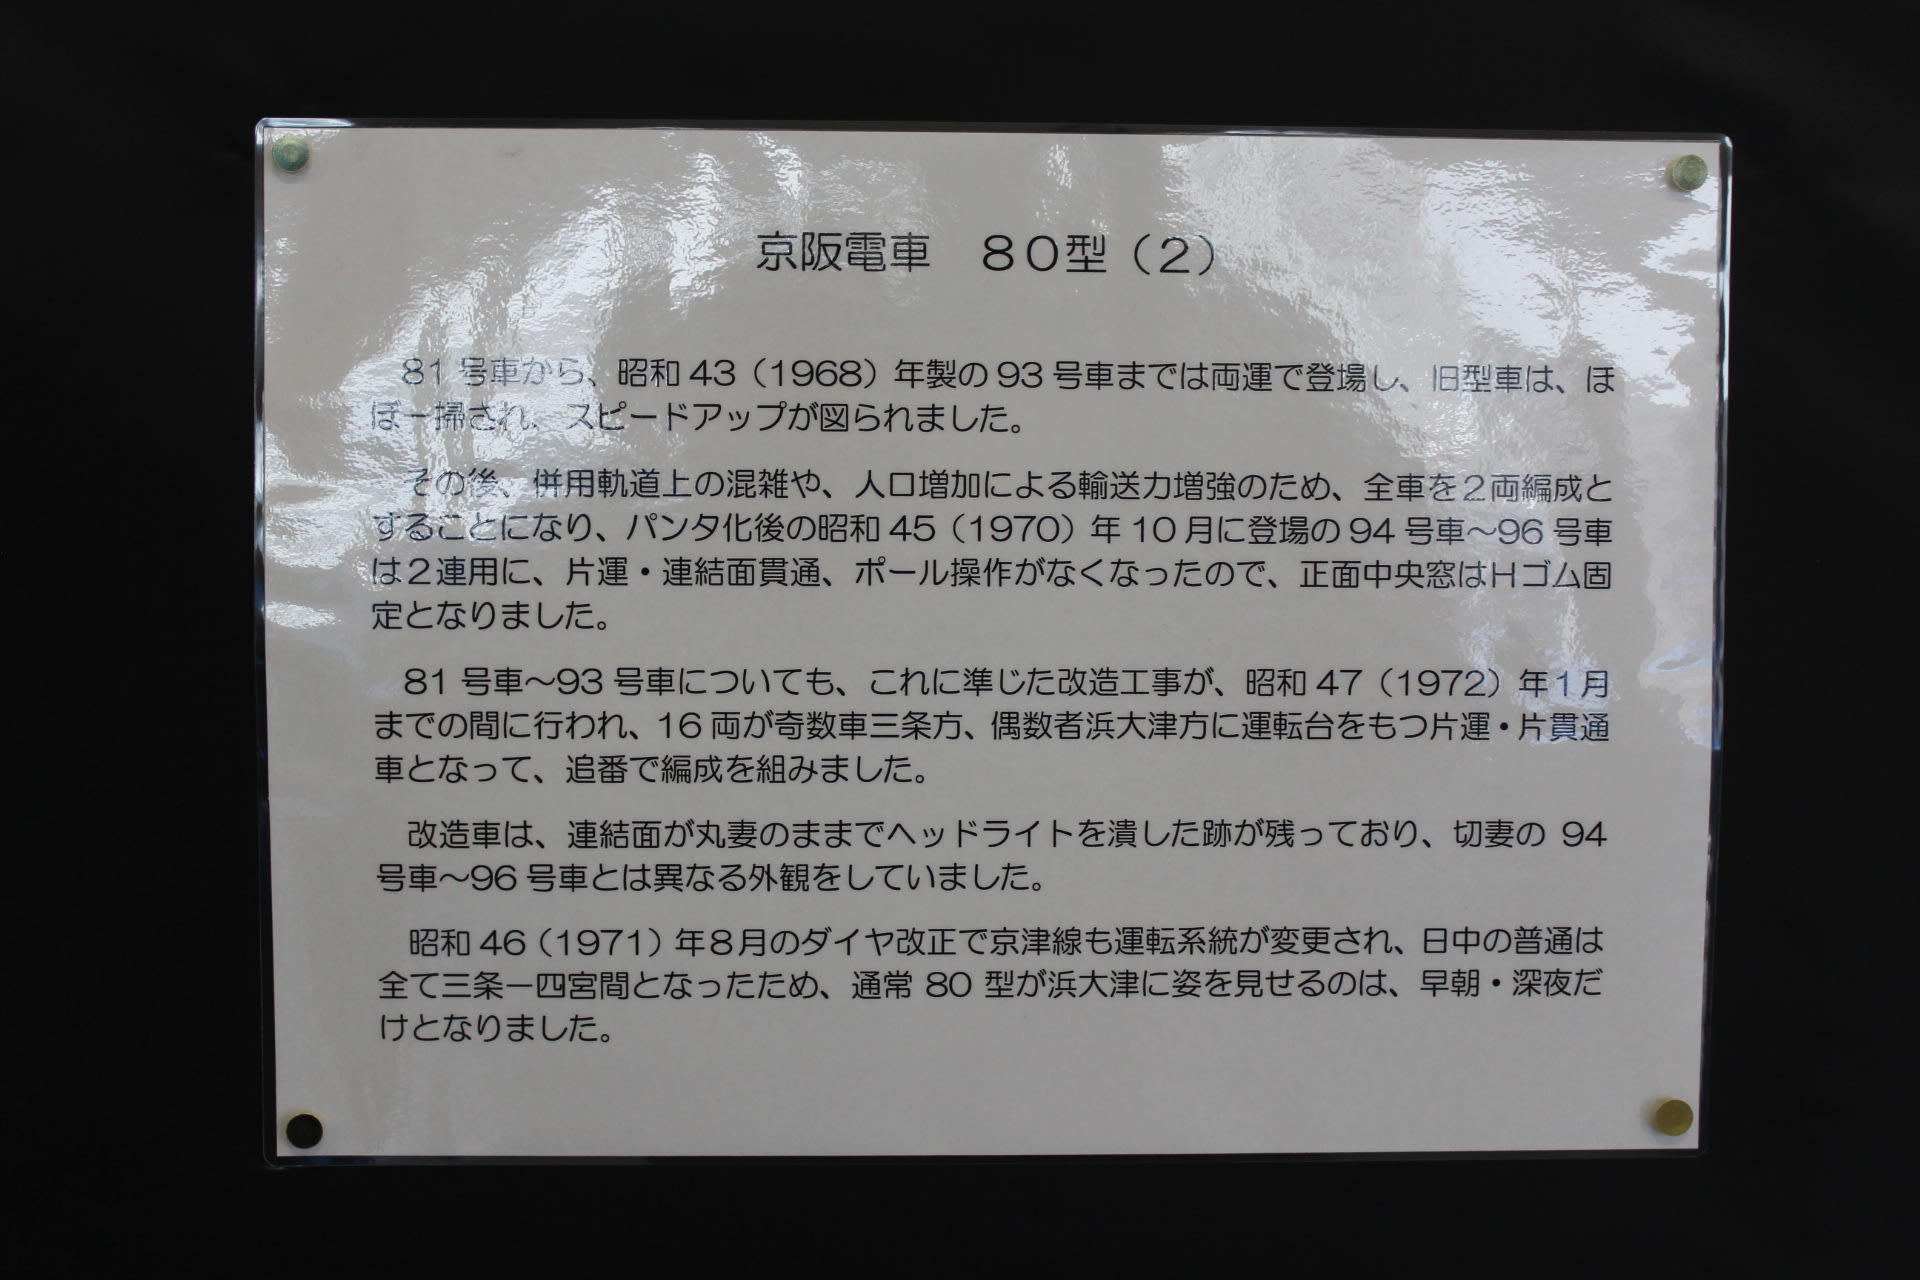 京阪電車　８０型（２）
81 号車から、昭和 43（1968）年製の 93 号車までは両運で登場し、旧型車は、ほ
ぼ一掃され、スピードアップが図られました。
その後、併用軌道上の混雑や、人口増加による輸送力増強のため、全車を２両編成と
することになり、パンタ化後の昭和 45（1970）年 10 月に登場の 94 号車～96 号車
は２連用に、片運・連結面貫通、ポール操作がなくなったので、正面中央窓はＨゴム固
定となりました。
81 号車～93 号車についても、これに準じた改造工事が、昭和 47（1972）年１月
までの間に行われ、16 両が奇数車三条方、偶数者浜大津方に運転台をもつ片運・片貫通
車となって、追番で編成を組みました。
改造車は、連結面が丸妻のままでヘッドライトを潰した跡が残っており、切妻の 94
号車～96 号車とは異なる外観をしていました。
昭和 46（1971）年８月のダイヤ改正で京津線も運転系統が変更され、日中の普通は
全て三条－四宮間となったため、通常 80 型が浜大津に姿を見せるのは、早朝・深夜だ
けとなりました。